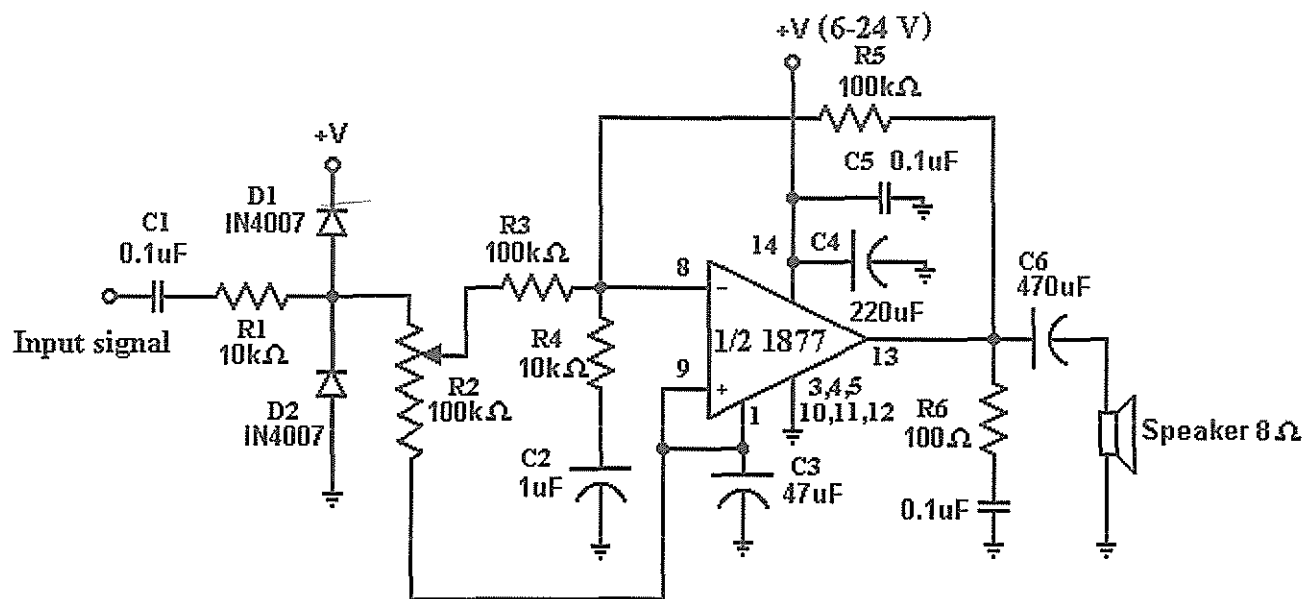 +V (6-24 V)
R5
100kΩ
+V
D1
IN4007
C1
0.1uF
Input signal
R1
10kΩ
D2
IN4007
R2
100kΩ
R3
100kΩ
R4
10kΩ
C2
1uF
8
−
9
+
1/2 1877
14
C5 0.1uF
C4
220uF
13
3,4,5
10,11,12
1
C3
47uF
C6
470uF
R6
100Ω
0.1uF
Speaker 8Ω